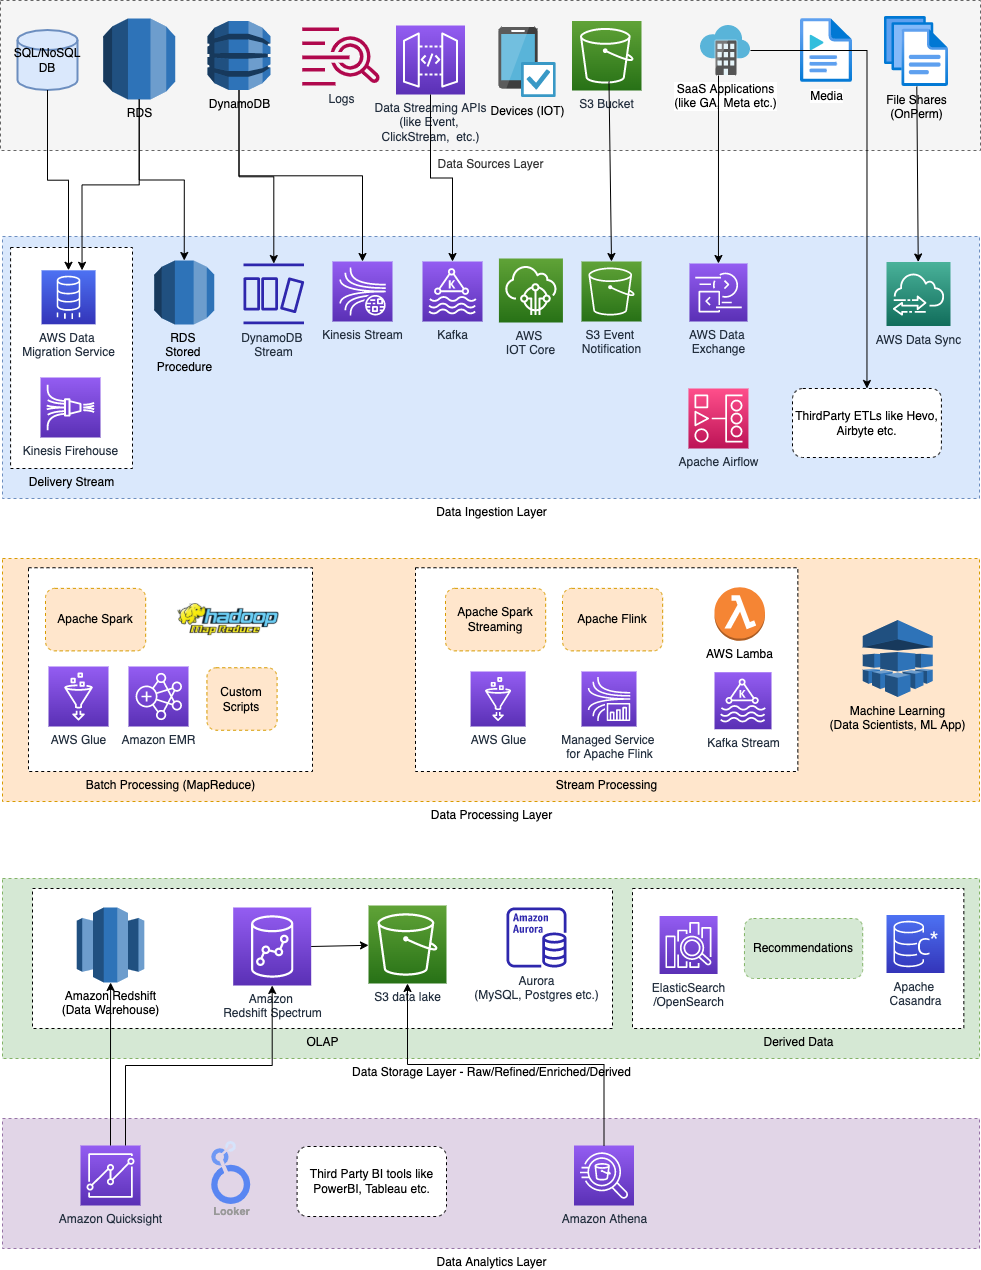 SQL/NoSQL
DB
RDS
DynamoDB
Logs
Data Streaming APIs
(like Event,
ClickStream, etc.)
Devices (IOT)
S3 Bucket
SaaS Applications
(like GA, Meta etc.)
Media
File Shares
(OnPerm)
Data Sources Layer
AWS Data
Migration Service
RDS
Stored
Procedure
DynamoDB
Stream
Kinesis Stream
K
Kafka
AWS
IOT Core
S3 Event
Notification
AWS Data
Exchange
AWS Data Sync
Kinesis Firehouse
Delivery Stream
Apache Airflow
ThirdParty ETLs like Hevo,
Airbyte etc.
Data Ingestion Layer
Apache Spark
hadoop
Map Reduce
AWS Glue
Amazon EMR
Custom
Scripts
Batch Processing (MapReduce)
Apache Spark
Streaming
Apache Flink
AWS Lamba
AWS Glue
Managed Service
for Apache Flink
K
Kafka Stream
Stream Processing
Machine Learning
(Data Scientists, ML App)
Data Processing Layer
Amazon Redshift
(Data Warehouse)
Amazon
Redshift Spectrum
S3 data lake
Amazon
Aurora
Aurora
(MySQL, Postgres etc.)
OLAP
ElasticSearch
/OpenSearch
Recommendations
C*
Apache
Casandra
Derived Data
Data Storage Layer - Raw/Refined/Enriched/Derived
Amazon Quicksight
Looker
Third Party BI tools like
PowerBI, Tableau etc.
Amazon Athena
Data Analytics Layer